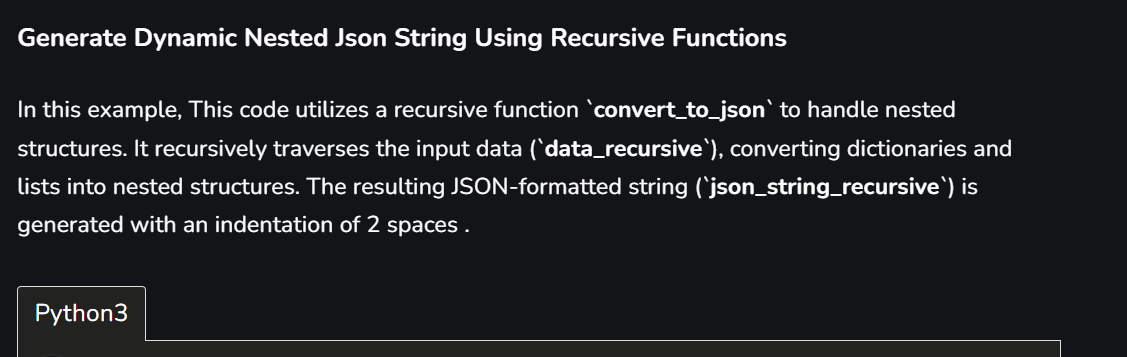 Generate Dynamic Nested Json String Using Recursive Functions
In this example, This code utilizes a recursive function `convert_to_json` to handle nested
structures. It recursively traverses the input data (`data_recursive`), converting dictionaries and
lists into nested structures. The resulting JSON-formatted string (`json_string_recursive`) is
generated with an indentation of 2 spaces .
Python3